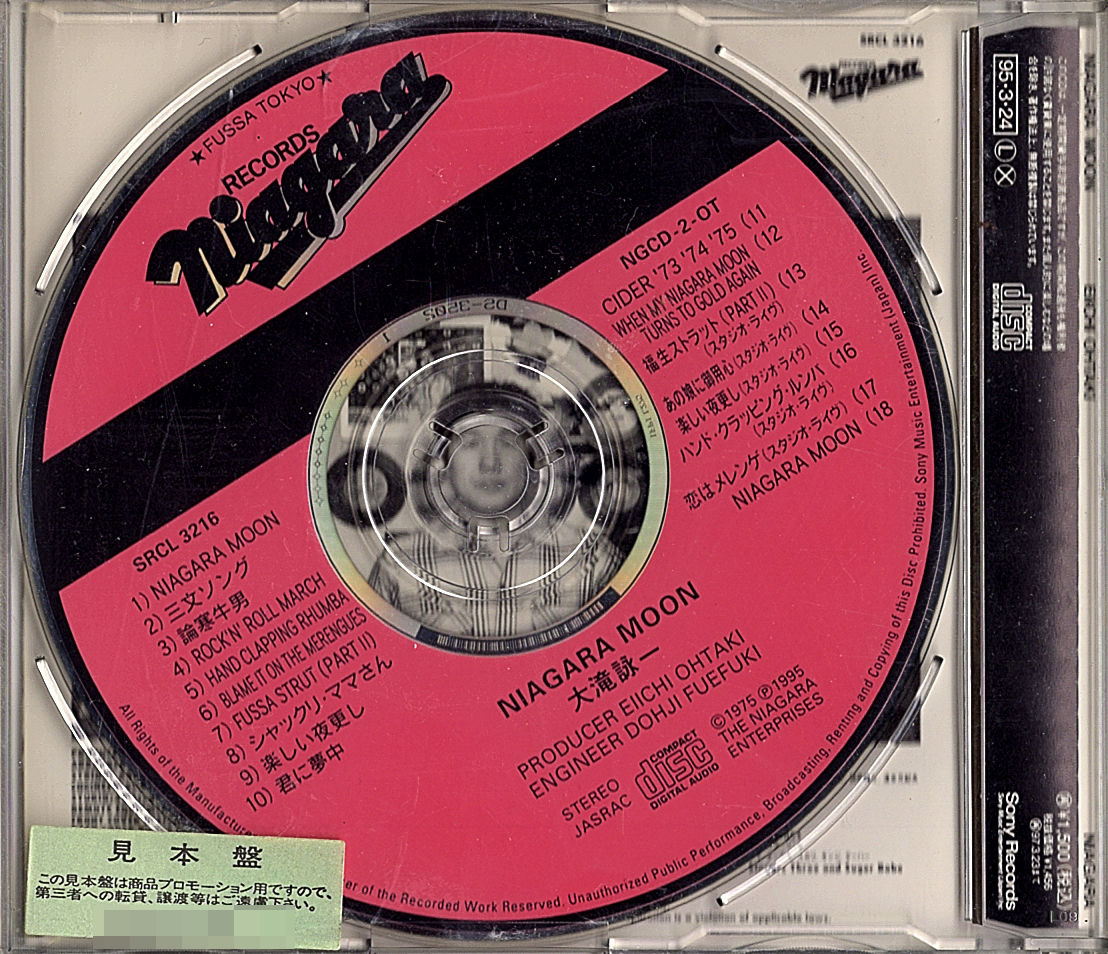 ★FUSSA TOKYO★
RECORDS
Niagara
NGCD-2-OT
CIDER '73 '74 '75 (11
WHEN MY NIAGARA MOON (12
TURNS TO GOLD AGAIN
福生ストラット (PART II) (13
(スタジオ・ライヴ)
あの娘に御用心(スタジオ・ライヴ) (14
楽しい夜更し(スタジオ・ライヴ) (15
ハンド・クラッピング・ルンバ (16
(スタジオ・ライヴ)
恋はメレンゲ(スタジオ・ライヴ) (17
NIAGARA MOON (18
SRCL 3216
1) NIAGARA MOON
2) 三文ソング
3) 論寒牛男
4) ROCK'N' ROLL MARCH
5) HAND CLAPPING RHUMBA
6) BLAME IT ON THE MERENGUES
7) FUSSA STRUT (PART II)
8) シャックリ・ママさん
9) 楽しい夜更し
10) 君に夢中
NIAGARA MOON
大滝詠一
PRODUCER EIICHI OHTAKI
ENGINEER DOHJI FUEFUKI
STEREO
JASRAC
COMPACT
disc
DIGITAL AUDIO
©1975 ℗1995
THE NIAGARA
ENTERPRISES
All Rights of the Manufactur
er of the Recorded Work Reserved. Unauthorized Public Performance, Broadcasting, Renting and Copying of this Disc Prohibited. Sony Music Entertainment (Japan) Inc.
見本盤
この見本盤は商品プロモーション用ですので、
第三者への転貸、譲渡等はご遠慮下さい。
SRCL 3216
Niagara
95・3・24
COMPACT
disc
DIGITAL AUDIO
Sony Records
NIAGARA MOON
EIICHI OHTAKI
NIAGARA
¥1,500(税込)